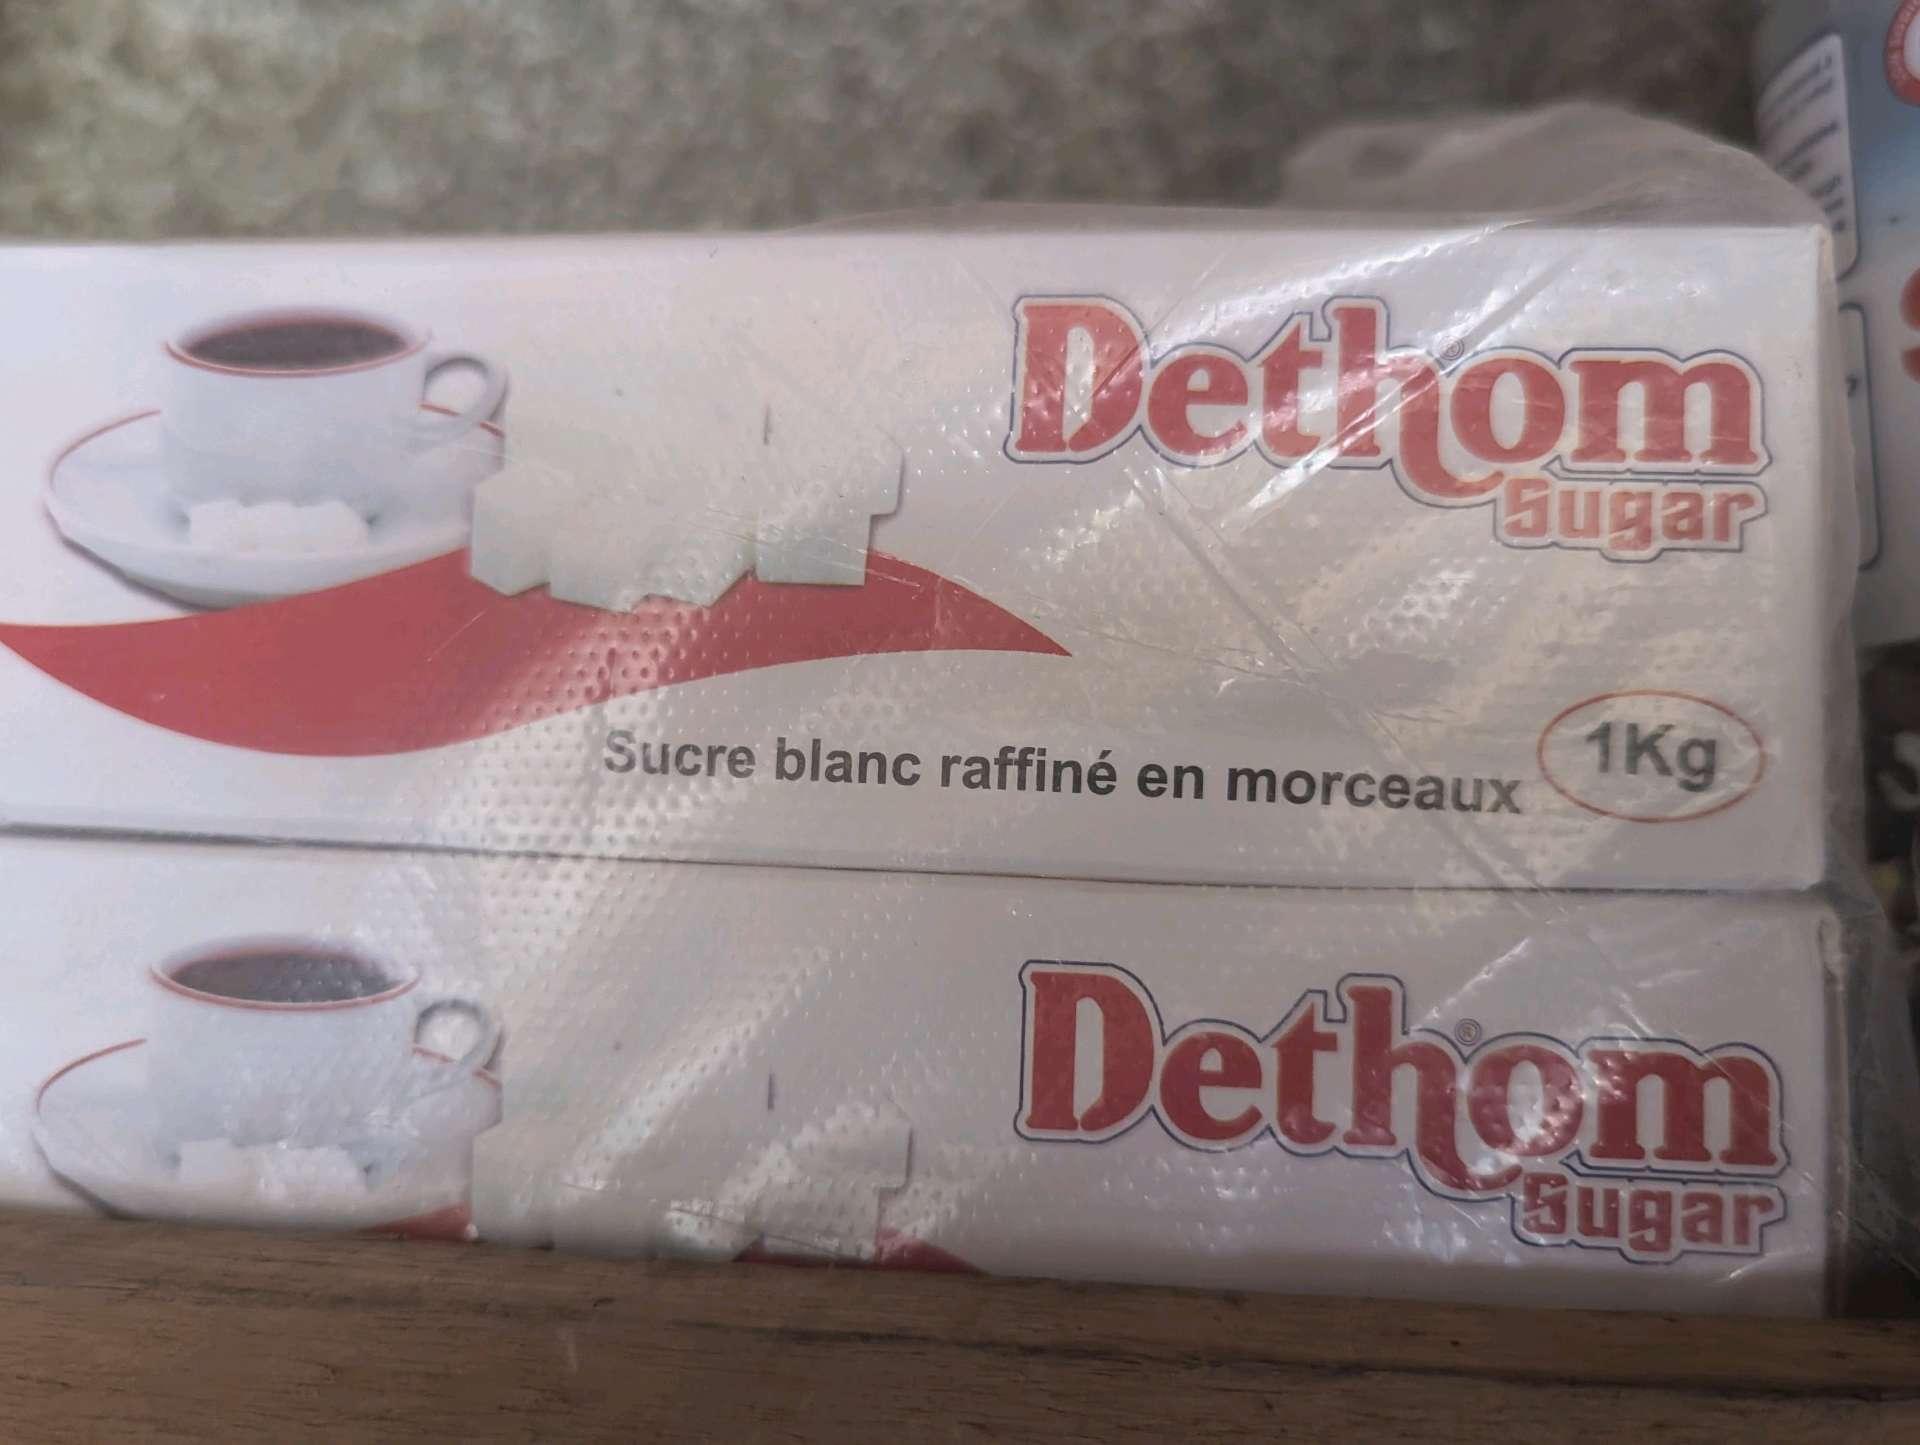 Dethom®
Sugar
Sucre blanc raffiné en morceaux
1Kg
Dethom®
Sugar